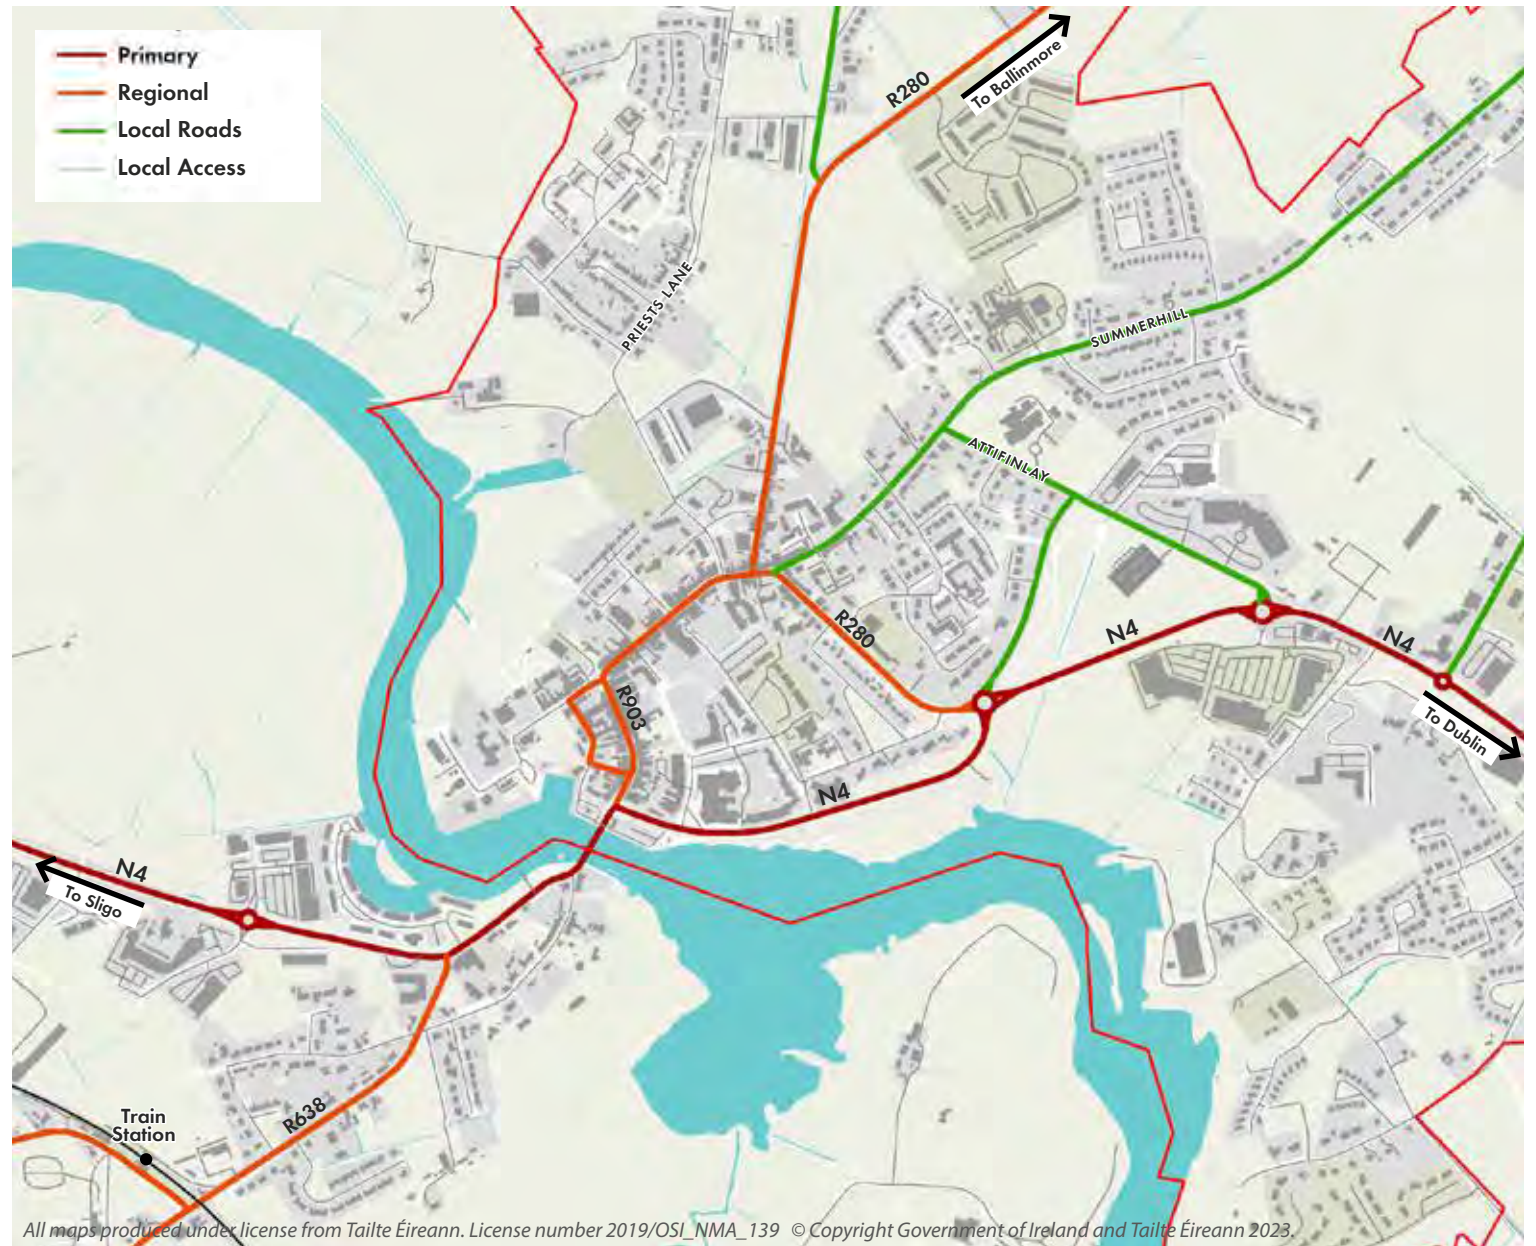 Primary
Regional
Local Roads
Local Access
R280
To Ballinmore
PRIESTS LANE
SUMMERHILL
ATTIFINLAY
R280
N4
N4
To Dublin
R903
N4
N4
To Sligo
R638
Train
Station
All maps produced under license from Tailte Éireann. License number 2019/OSI_NMA_139 © Copyright Government of Ireland and Tailte Éireann 2023.